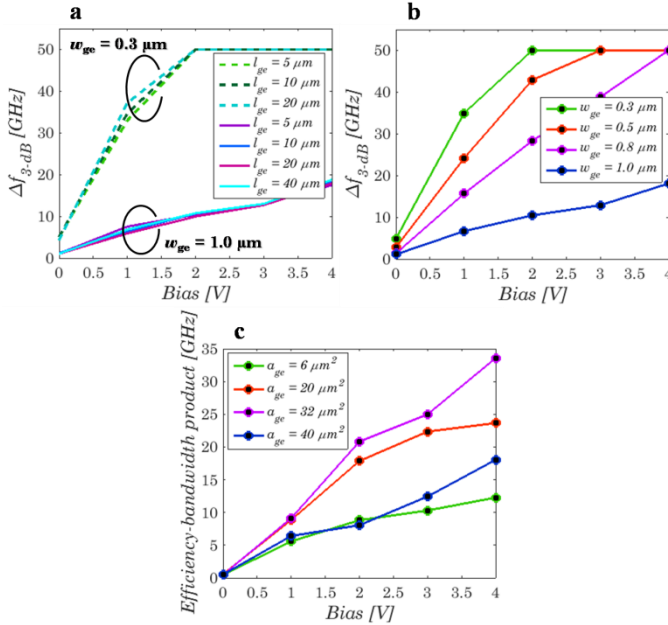 a
w_ge = 0.3 μm
l_ge = 5 μm
l_ge = 10 μm
l_ge = 20 μm
l_ge = 5 μm
l_ge = 10 μm
l_ge = 20 μm
l_ge = 40 μm
w_ge = 1.0 μm
Δf_3-dB [GHz]
0 10 20 30 40 50
0 0.5 1 1.5 2 2.5 3 3.5 4
Bias [V]
b
w_ge = 0.3 μm
w_ge = 0.5 μm
w_ge = 0.8 μm
w_ge = 1.0 μm
Δf_3-dB [GHz]
0 10 20 30 40 50
0 0.5 1 1.5 2 2.5 3 3.5 4
Bias [V]
c
a_ge = 6 μm²
a_ge = 20 μm²
a_ge = 32 μm²
a_ge = 40 μm²
Efficiency-bandwidth product [GHz]
0 5 10 15 20 25 30 35
0 0.5 1 1.5 2 2.5 3 3.5 4
Bias [V]